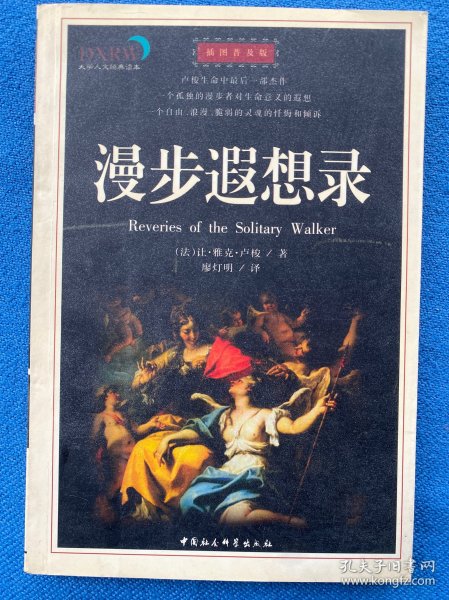 DXRW
大学人文经典读本
插图普及版
卢梭生命中最后一部杰作
一个孤独的漫步者对生命意义的遐想
一个自由、浪漫、脆弱的灵魂的忏悔和倾诉
漫步遐想录
Reveries of the Solitary Walker
(法)让·雅克·卢梭/著
廖灯明/译
中国社会科学出版社
孔夫子旧书网
www.kongfz.com